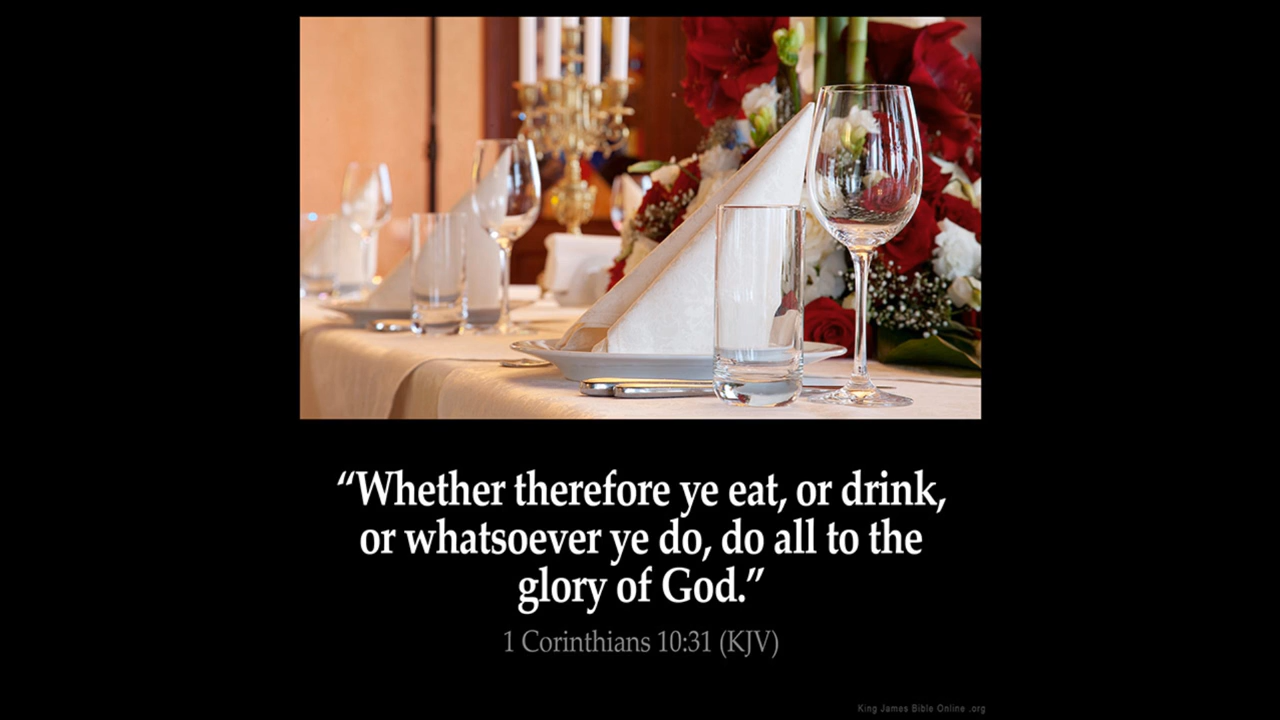 “Whether therefore ye eat, or drink,
or whatsoever ye do, do all to the
glory of God.”
1 Corinthians 10:31 (KJV)
King James Bible Online .org